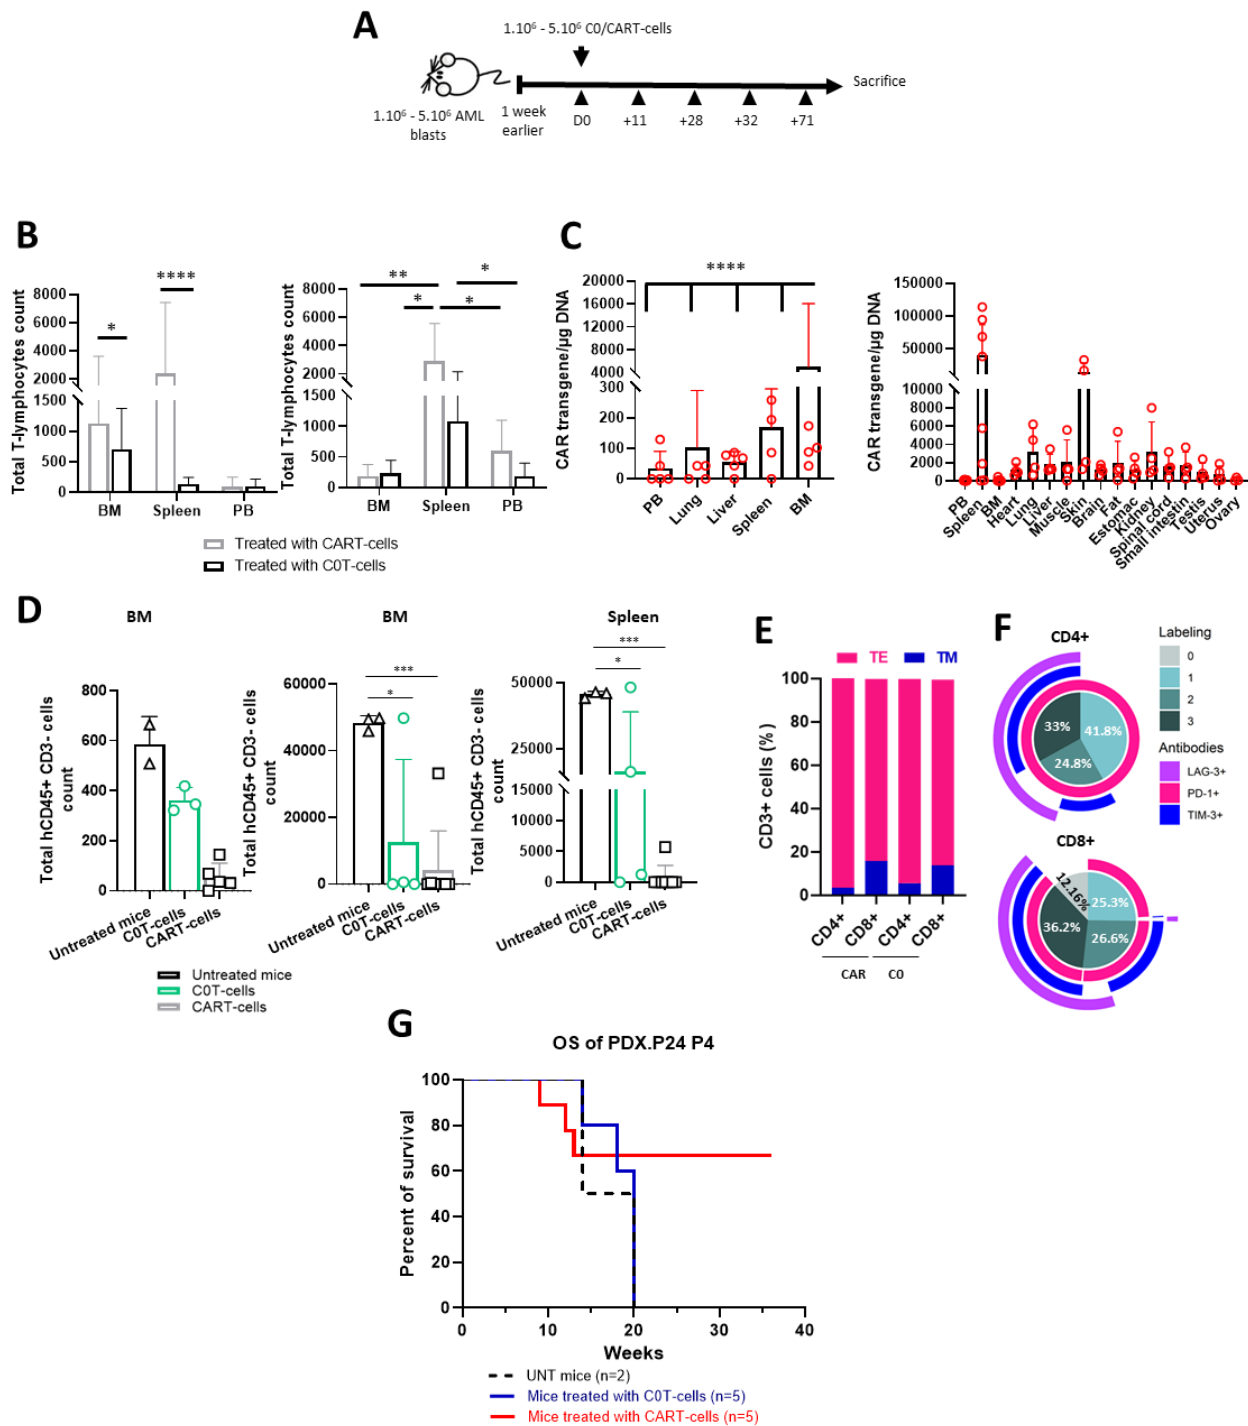 A
1.10⁶ - 5.10⁶ C0/CART-cells
Sacrifice
1.10⁶ - 5.10⁶ AML
blasts
1 week
earlier
D0
+11
+28
+32
+71
B
Total T-lymphocytes count
8000
6000
4000
2000
1500
1000
500
0
*
****
BM
Spleen
PB
Total T-lymphocytes count
8000
6000
4000
2000
1500
1000
500
0
**
*
*
*
BM
Spleen
PB
Treated with CART-cells
Treated with C0T-cells
C
CAR transgene/µg DNA
20000
16000
12000
8000
4000
300
200
100
0
****
PB
Lung
Liver
Spleen
BM
CAR transgene/µg DNA
150000
100000
50000
10000
8000
6000
4000
2000
0
PB
Spleen
BM
Heart
Lung
Liver
Muscle
Skin
Brain
Fat
Estomac
Kidney
Spinal cord
Small intestin
Testis
Uterus
Ovary
D
BM
Total hCD45+ CD3- cells
count
800
600
400
200
0
Untreated mice
C0T-cells
CART-cells
BM
Total hCD45+ CD3- cells
count
60000
40000
20000
0
***
*
Untreated mice
C0T-cells
CART-cells
Spleen
Total hCD45+ CD3- cells
count
50000
25000
15000
10000
5000
0
***
*
Untreated mice
C0T-cells
CART-cells
Untreated mice
C0T-cells
CART-cells
E
TE
TM
CD3+ cells (%)
100
80
60
40
20
0
CD4+
CD8+
CD4+
CD8+
CAR
C0
F
CD4+
33%
41.8%
24.8%
CD8+
12.16%
25.3%
36.2%
26.6%
Labeling
0
1
2
3
Antibodies
LAG-3+
PD-1+
TIM-3+
G
OS of PDX.P24 P4
Percent of survival
100
80
60
40
20
0
0
10
20
30
40
Weeks
UNT mice (n=2)
Mice treated with C0T-cells (n=5)
Mice treated with CART-cells (n=5)